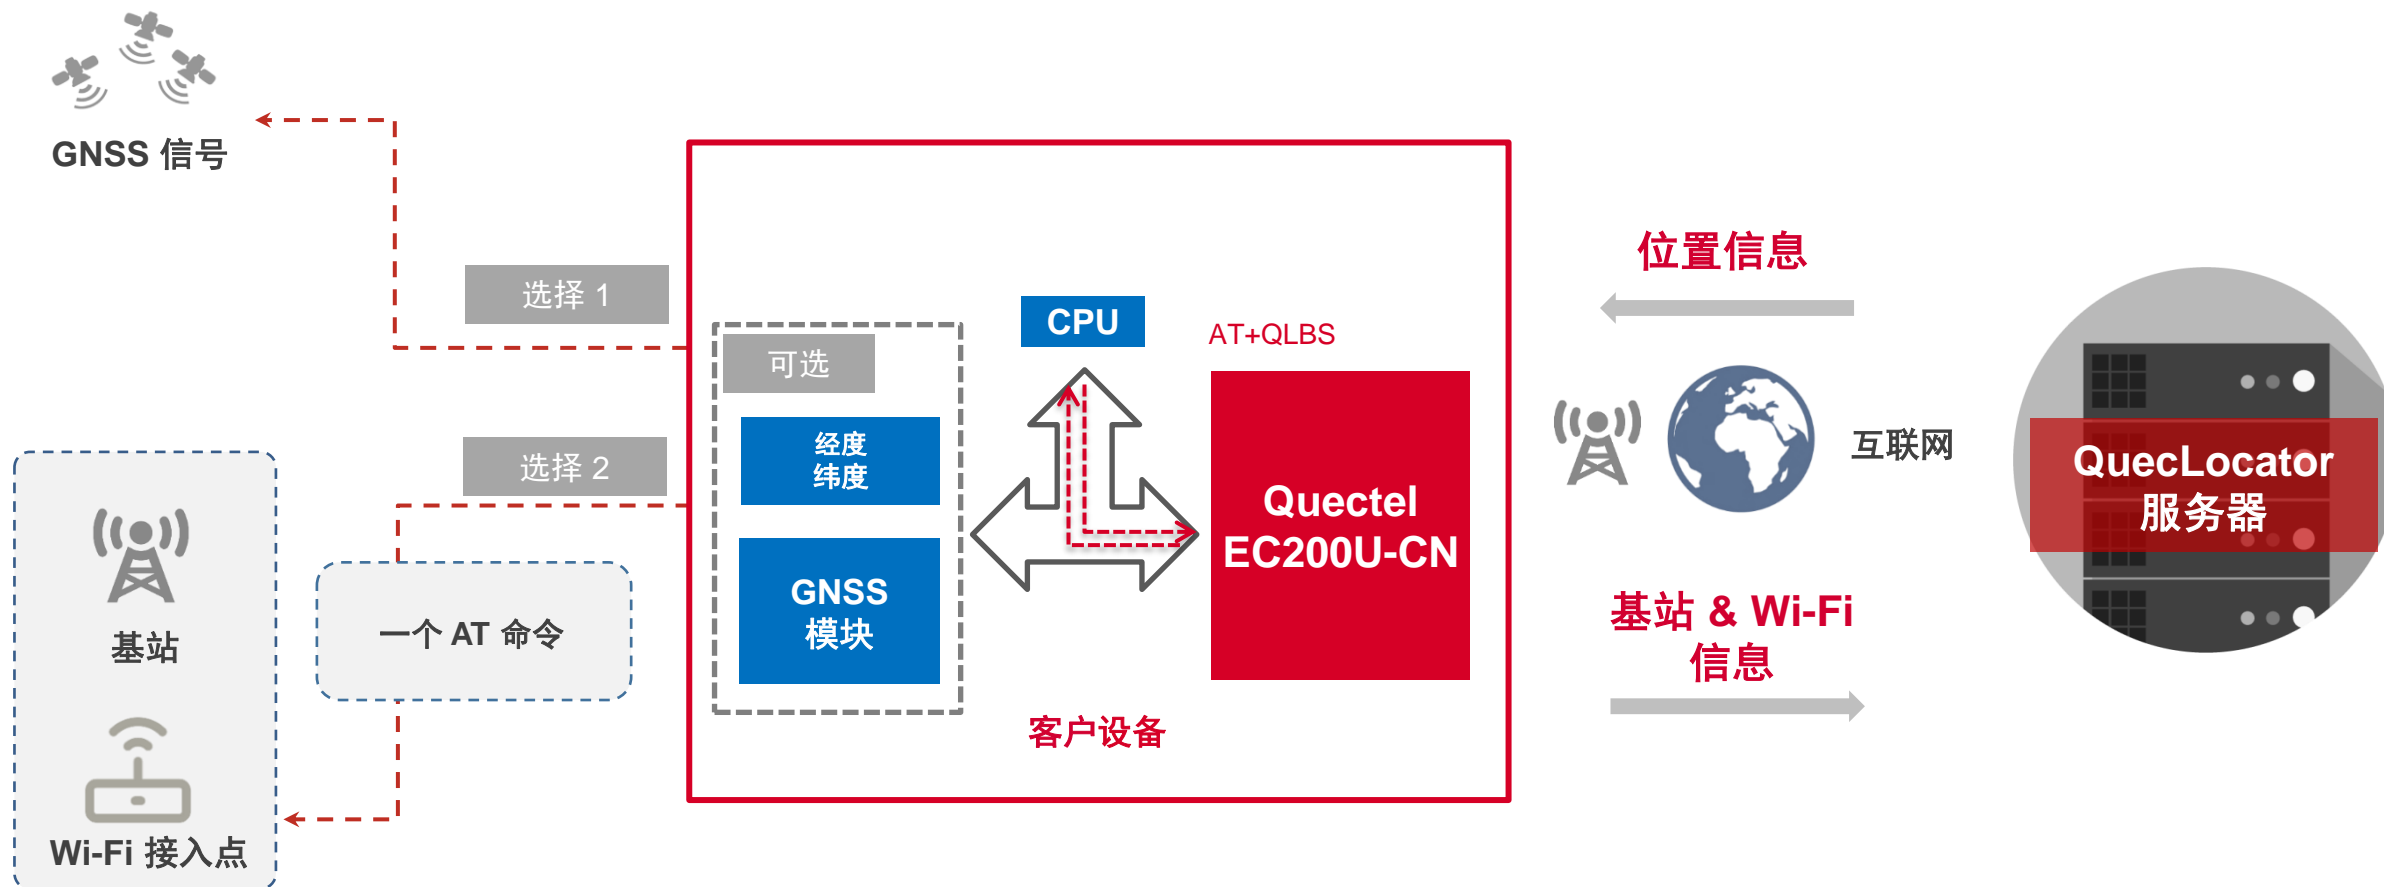 GNSS 信号
选择 1
选择 2
基站
Wi-Fi 接入点
一个 AT 命令
可选
经度
纬度
GNSS
模块
CPU
AT+QLBS
Quectel
EC200U-CN
客户设备
位置信息
互联网
基站 & Wi-Fi
信息
QuecLocator
服务器